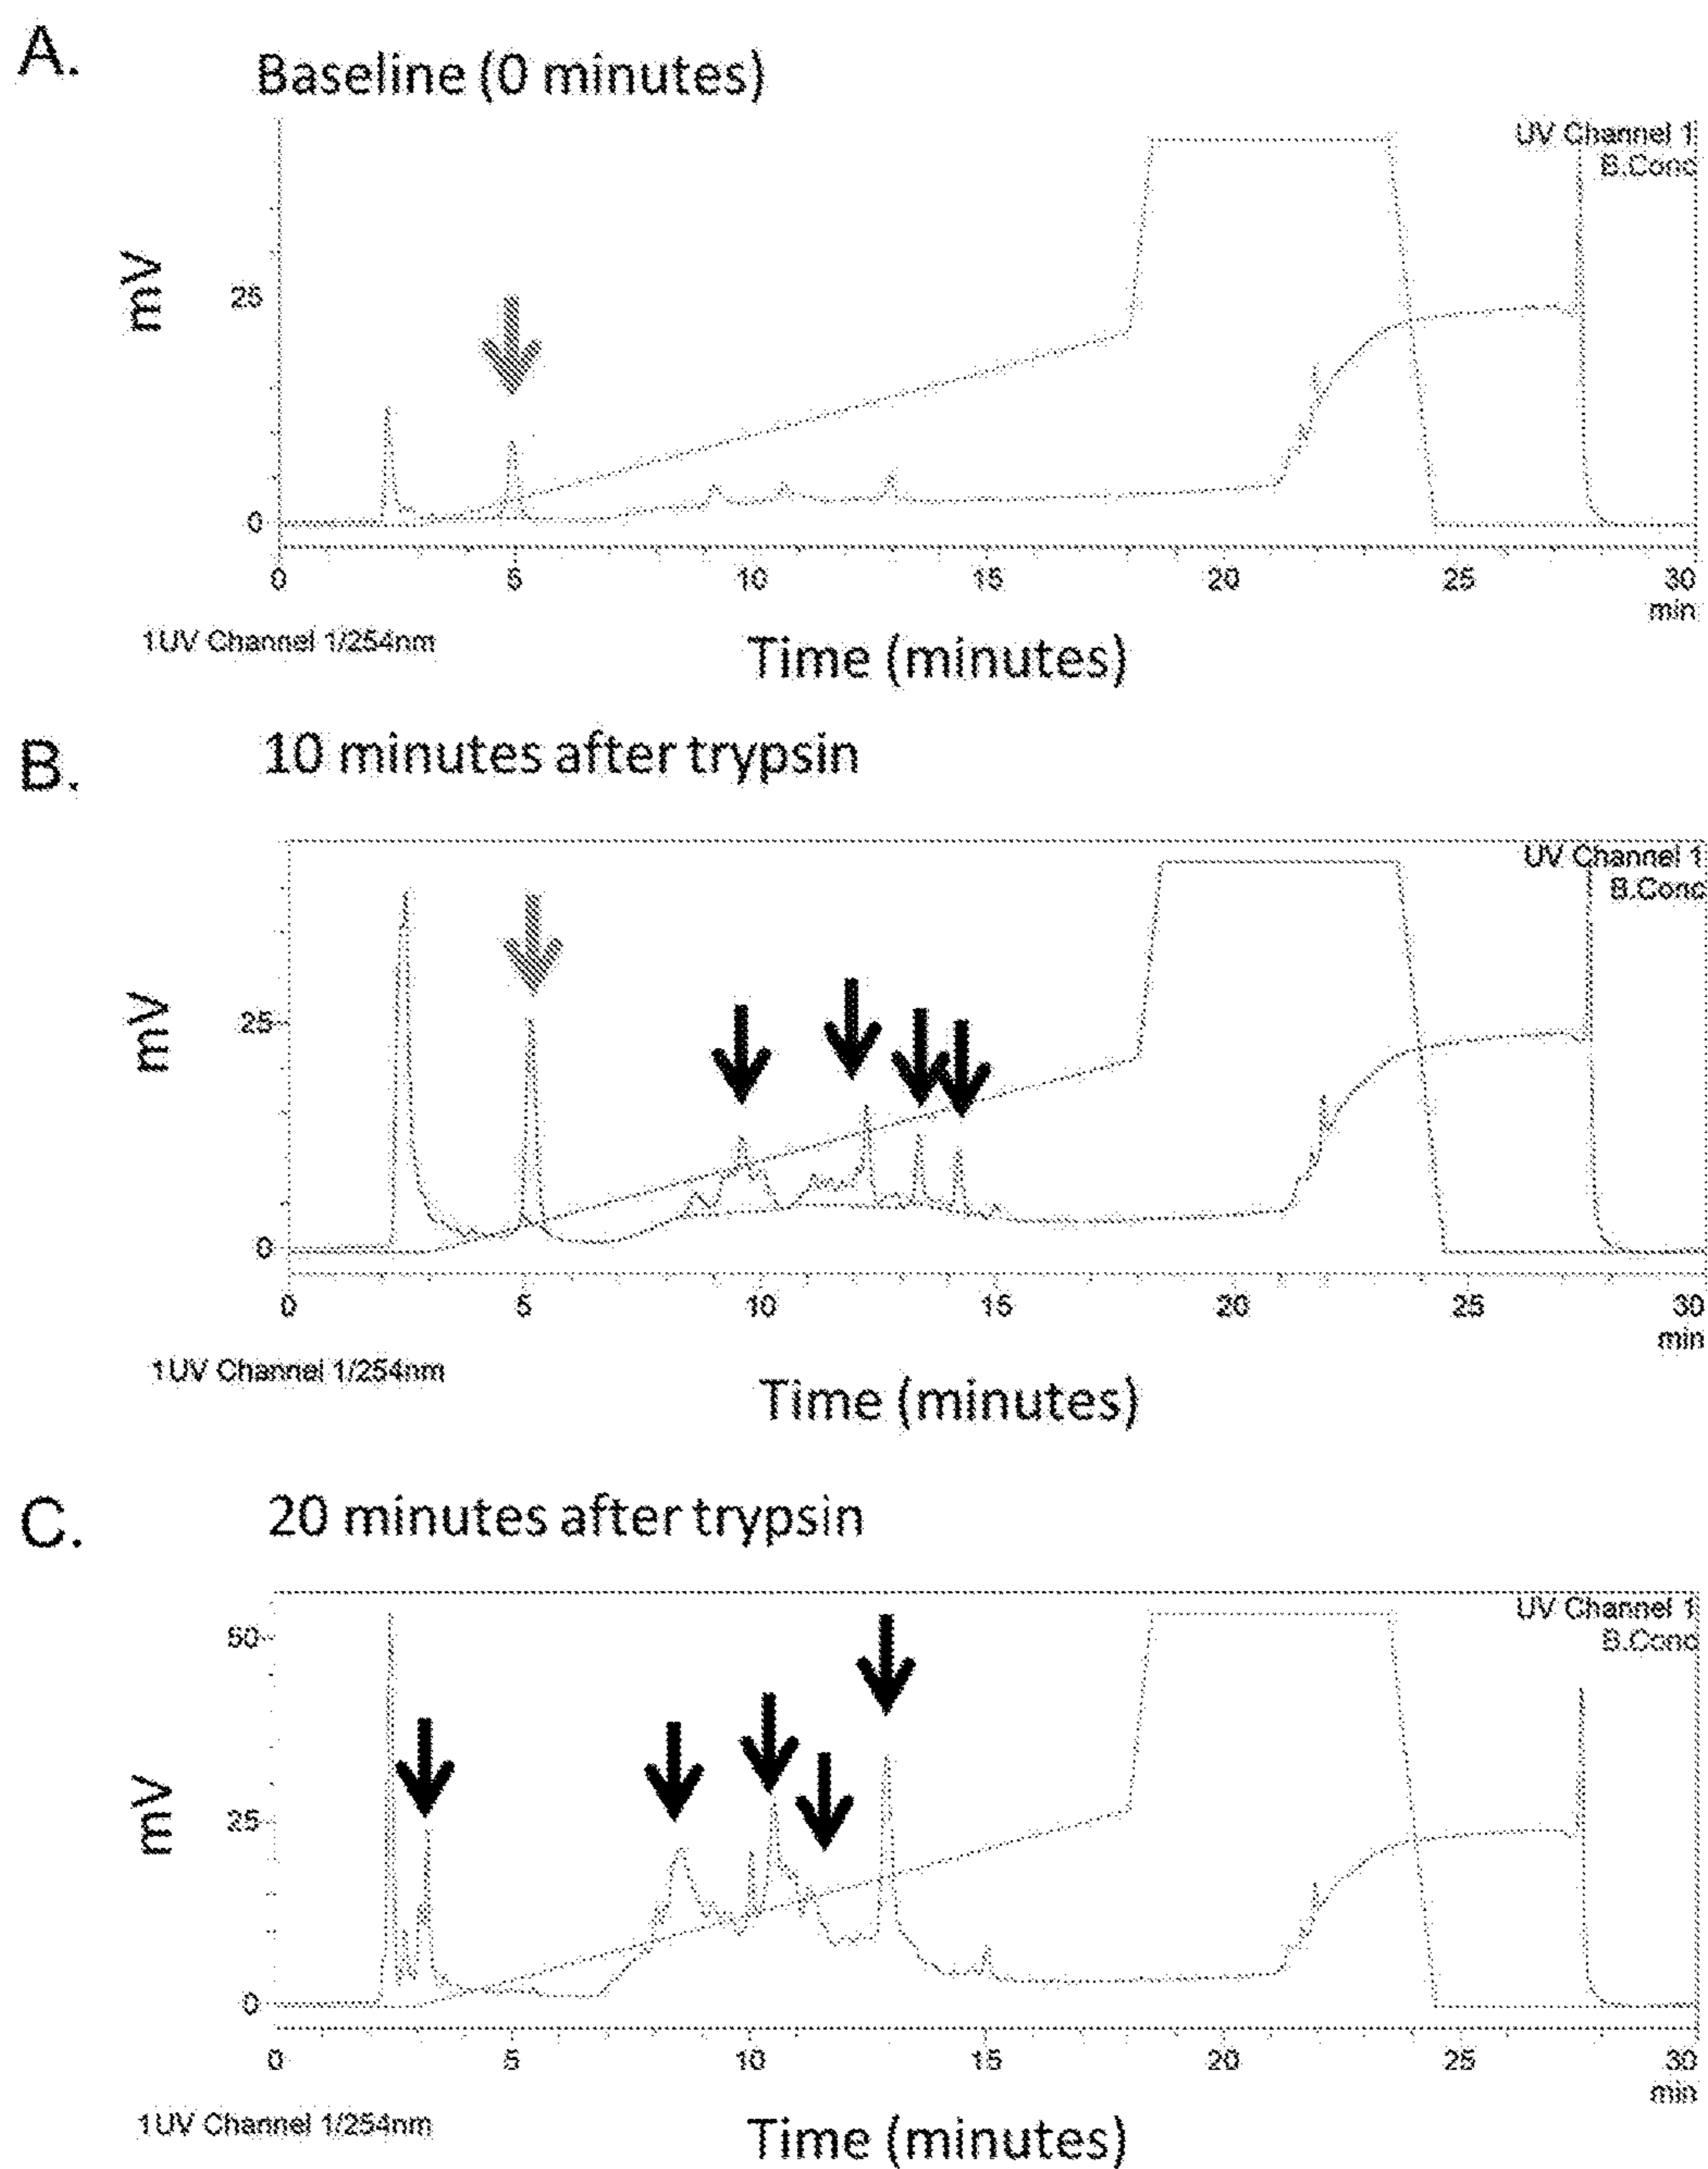 A.
Baseline (0 minutes)
UV Channel 1
B.Conc
mV
25
0
0 5 10 15 20 25 30
min
1UV Channel 1/254nm
Time (minutes)
B.
10 minutes after trypsin
UV Channel 1
B.Conc
mV
25
0
0 5 10 15 20 25 30
min
1UV Channel 1/254nm
Time (minutes)
C.
20 minutes after trypsin
UV Channel 1
B.Conc
mV
50
25
0
0 5 10 15 20 25 30
min
1UV Channel 1/254nm
Time (minutes)